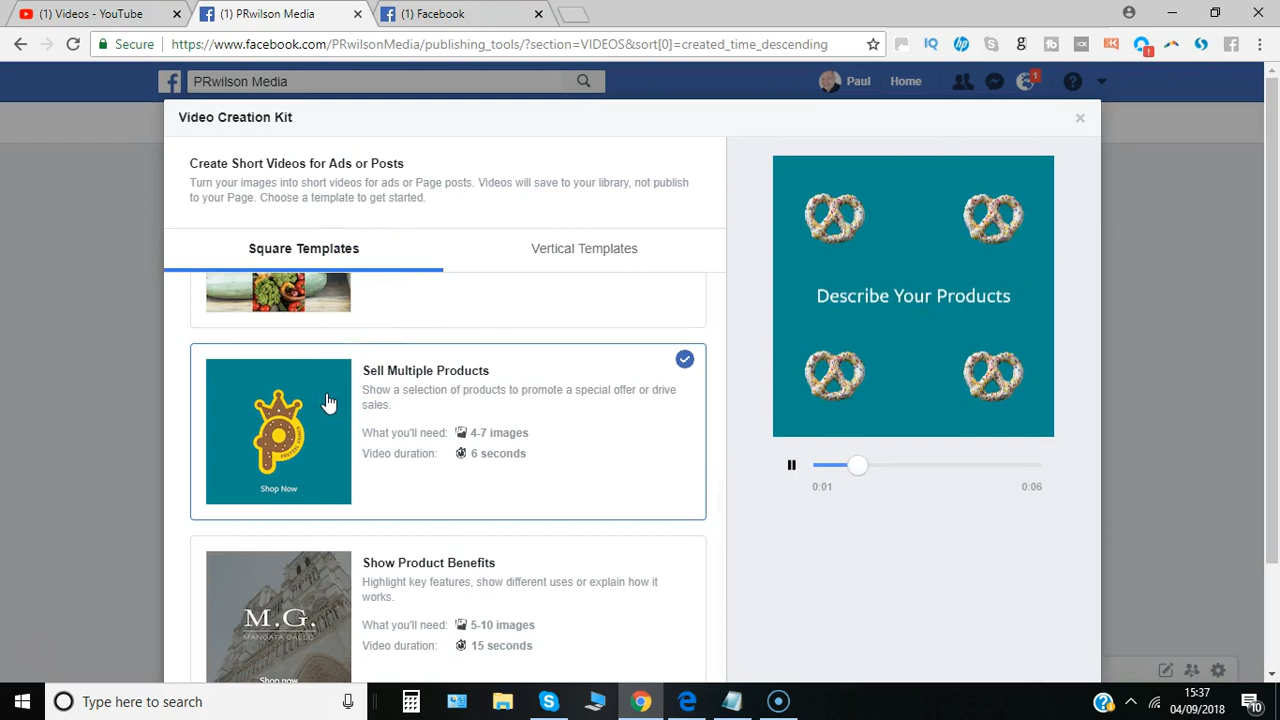 (1) Videos - YouTube
(1) PRwilson Media
(1) Facebook
Secure
https://www.facebook.com/PRwilsonMedia/publishing_tools/?section=VIDEOS&sort[0]=created_time_descending
PRwilson Media
Paul
Home
1
Video Creation Kit
Create Short Videos for Ads or Posts
Turn your images into short videos for ads or Page posts. Videos will save to your library, not publish
to your Page. Choose a template to get started.
Square Templates
Vertical Templates
Sell Multiple Products
Show a selection of products to promote a special offer or drive
sales.
What you'll need: 4-7 images
Video duration: 6 seconds
Shop Now
Describe Your Products
0:01
0:06
Show Product Benefits
Highlight key features, show different uses or explain how it
works.
What you'll need: 5-10 images
Video duration: 15 seconds
M.G.
MANGATA GALLO
Shop now
Type here to search
15:37
04/09/2018
10